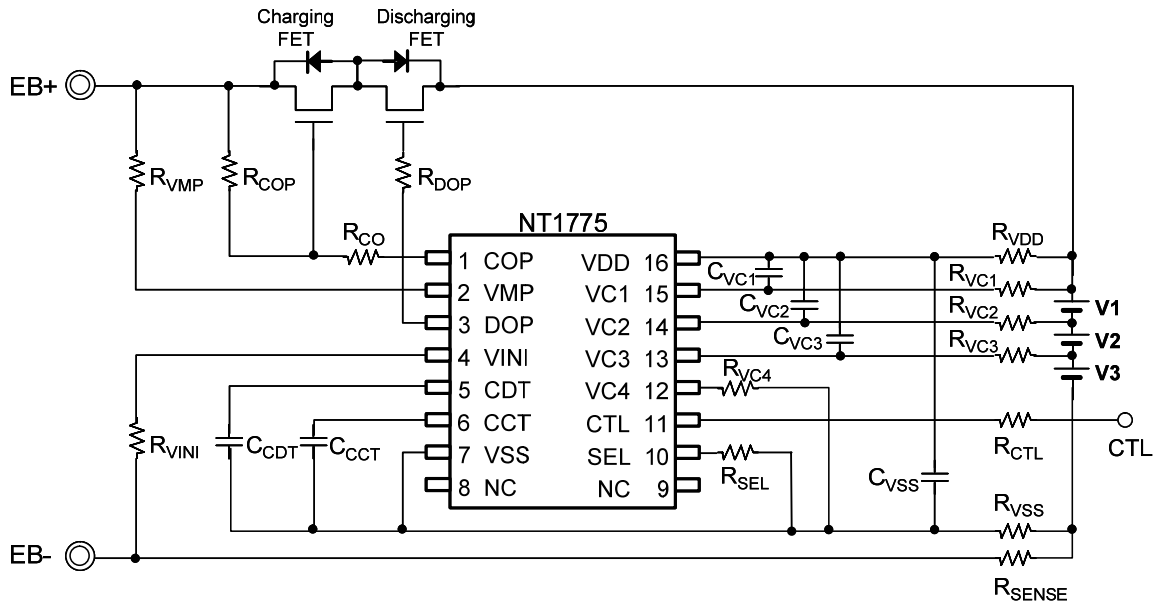 Charging
FET
Discharging
FET
EB+
RVMP
RCOP
RDOP
NT1775
RCO
RVDD
1 COP
VDD 16
CVC1
RVC1
2 VMP
VC1 15
V1
CVC2
RVC2
3 DOP
VC2 14
V2
CVC3
RVC3
4 VINI
VC3 13
V3
RVC4
5 CDT
VC4 12
6 CCT
CTL 11
RVINI
CCDT
CCCT
RCTL
CTL
7 VSS
SEL 10
RSEL
CVSS
8 NC
NC 9
RVSS
EB-
RSENSE